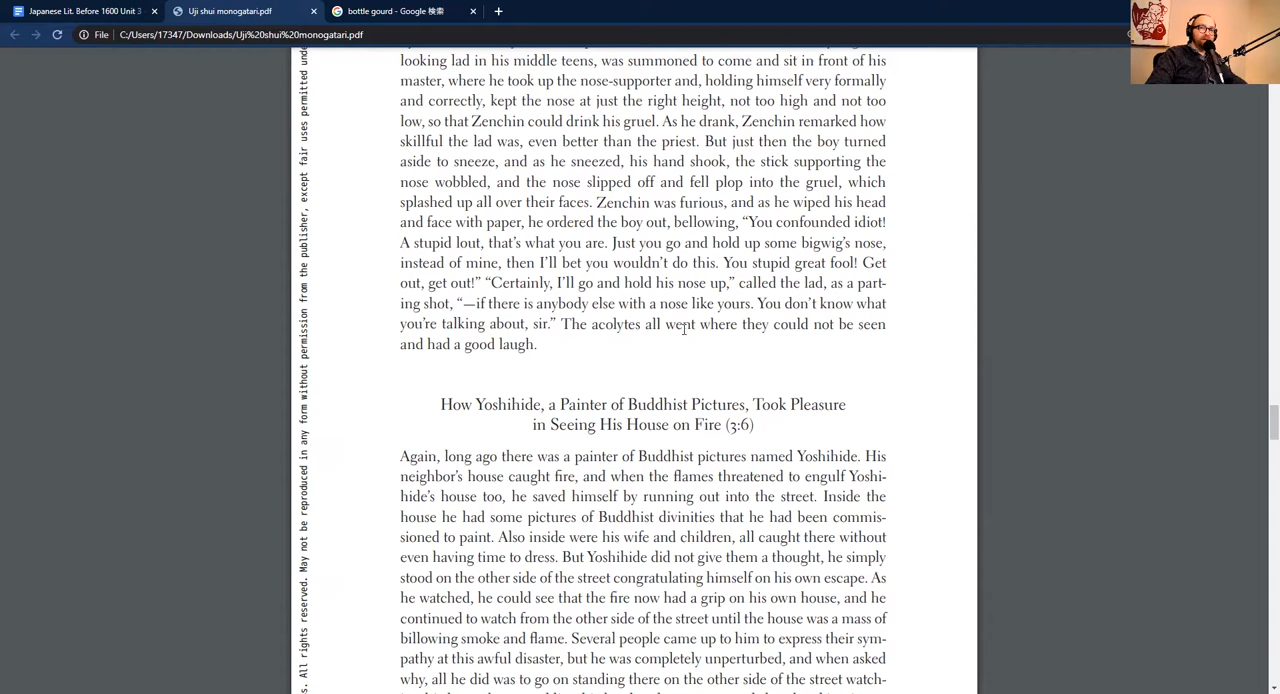 Japanese Lit. Before 1600 Unit 3
Uji shui monogatari.pdf
bottle gourd - Google 検索
File
C:/Users/17347/Downloads/Uji%20shui%20monogatari.pdf
looking lad in his middle teens, was summoned to come and sit in front of his
master, where he took up the nose-supporter and, holding himself very formally
and correctly, kept the nose at just the right height, not too high and not too
low, so that Zenchin could drink his gruel. As he drank, Zenchin remarked how
skillful the lad was, even better than the priest. But just then the boy turned
aside to sneeze, and as he sneezed, his hand shook, the stick supporting the
nose wobbled, and the nose slipped off and fell plop into the gruel, which
splashed up all over their faces. Zenchin was furious, and as he wiped his head
and face with paper, he ordered the boy out, bellowing, “You confounded idiot!
A stupid lout, that’s what you are. Just you go and hold up some bigwig’s nose,
instead of mine, then I’ll bet you wouldn’t do this. You stupid great fool! Get
out, get out!” “Certainly, I’ll go and hold his nose up,” called the lad, as a part-
ing shot, “—if there is anybody else with a nose like yours. You don’t know what
you’re talking about, sir.” The acolytes all went where they could not be seen
and had a good laugh.
How Yoshihide, a Painter of Buddhist Pictures, Took Pleasure
in Seeing His House on Fire (3:6)
Again, long ago there was a painter of Buddhist pictures named Yoshihide. His
neighbor’s house caught fire, and when the flames threatened to engulf Yoshi-
hide’s house too, he saved himself by running out into the street. Inside the
house he had some pictures of Buddhist divinities that he had been commis-
sioned to paint. Also inside were his wife and children, all caught there without
even having time to dress. But Yoshihide did not give them a thought, he simply
stood on the other side of the street congratulating himself on his own escape. As
he watched, he could see that the fire now had a grip on his own house, and he
continued to watch from the other side of the street until the house was a mass of
billowing smoke and flame. Several people came up to him to express their sym-
pathy at this awful disaster, but he was completely unperturbed, and when asked
why, all he did was to go on standing there on the other side of the street watch-
s. All rights reserved. May not be reproduced in any form without permission from the publisher, except fair uses permitted unde